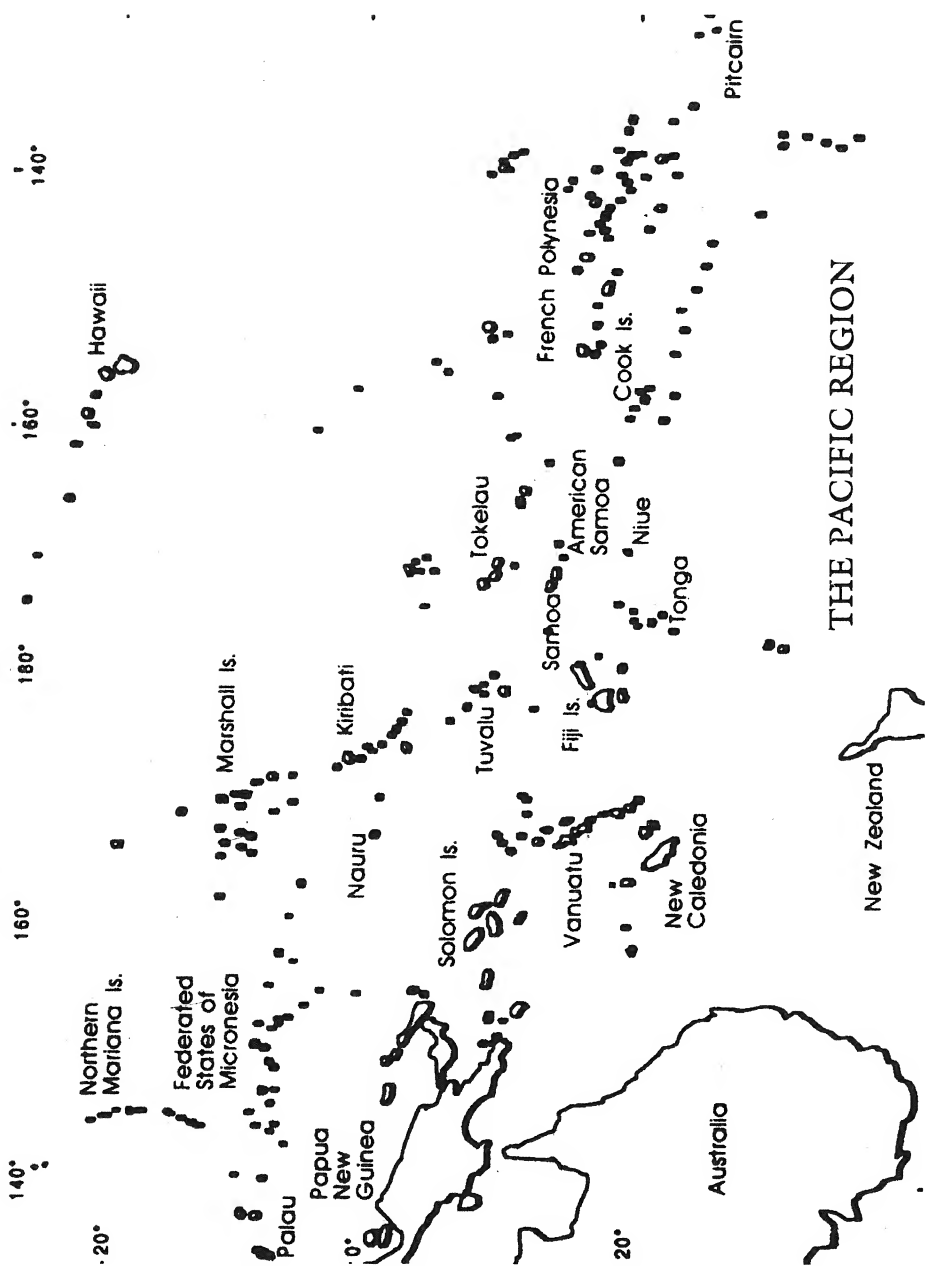 140°
160°
180°
160°
140°
20°
0°
20°
Northern
Mariana Is.
Hawaii
Marshall Is.
Federated
States of
Micronesia
Palau
Kiribati
Nauru
Papua
New
Guinea
Tokelau
Tuvalu
Solomon Is.
French Polynesia
Samoa
American
Samoa
Cook Is.
Fiji Is.
Vanuatu
Niue
Tonga
New
Caledonia
Pitcairn
Australia
New Zealand
THE PACIFIC REGION